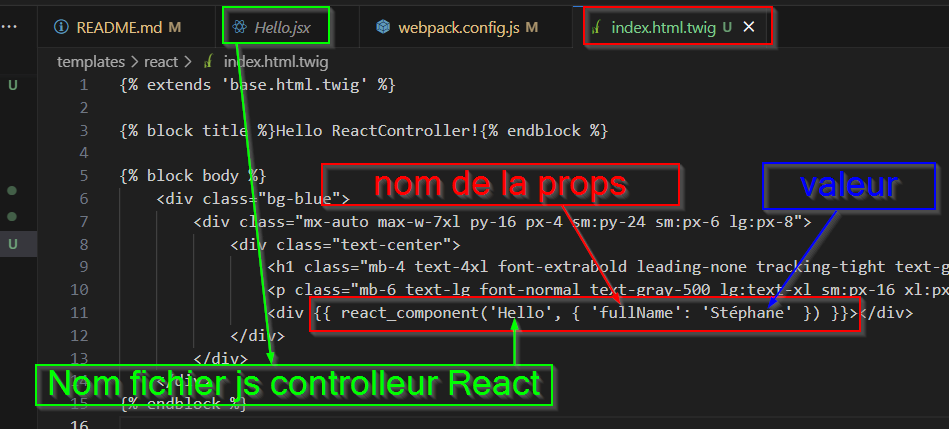 ··· README.md M Hello.jsx webpack.config.js M index.html.twig U ×
templates > react > index.html.twig
U 1 {% extends 'base.html.twig' %}
2
3 {% block title %}Hello ReactController!{% endblock %}
4
5 {% block body %}
nom de la props valeur
6 <div class="bg-blue">
7 <div class="mx-auto max-w-7xl py-16 px-4 sm:py-24 sm:px-6 lg:px-8">
U 8 <div class="text-center">
9 <h1 class="mb-4 text-4xl font-extrabold leading-none tracking-tight text-g
10 <p class="mb-6 text-lg font-normal text-gray-500 lg:text-xl sm:px-16 xl:px
11 <div {{ react_component('Hello', { 'fullName': 'Stéphane' }) }}></div>
12 </div>
13 </div>
Nom fichier js controlleur React
14 </div>
15 {% endblock %}
16